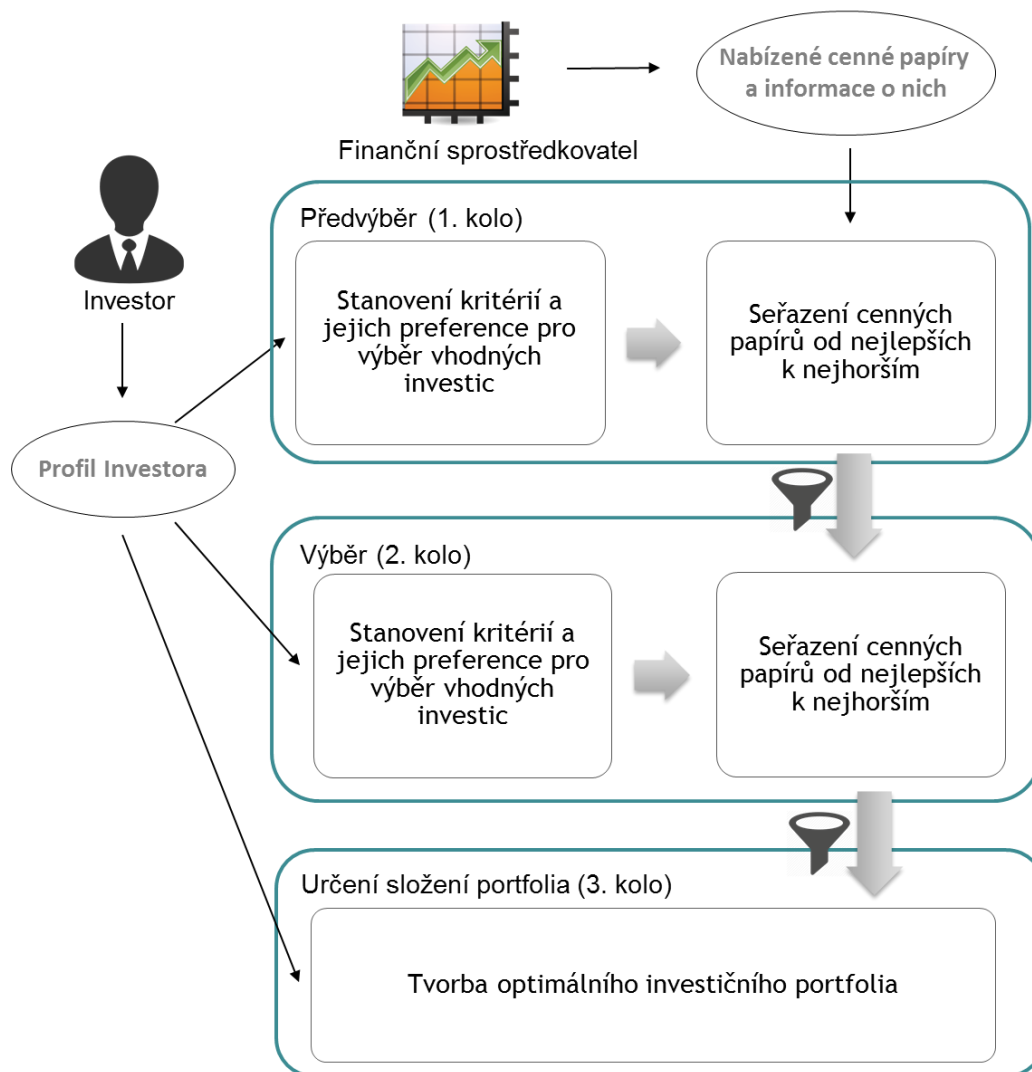 Nabízené cenné papíry
a informace o nich
Finanční sprostředkovatel
Investor
Profil Investora
Předvýběr (1. kolo)
Stanovení kritérií a
jejich preference pro
výběr vhodných
investic
Seřazení cenných
papírů od nejlepších
k nejhorším
Výběr (2. kolo)
Stanovení kritérií a
jejich preference pro
výběr vhodných
investic
Seřazení cenných
papírů od nejlepších
k nejhorším
Určení složení portfolia (3. kolo)
Tvorba optimálního investičního portfolia